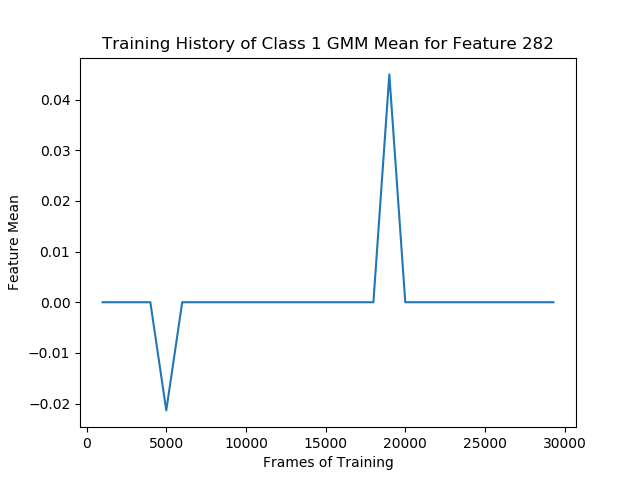 Training History of Class 1 GMM Mean for Feature 282
0.04
0.03
0.02
0.01
0.00
−0.01
−0.02
Feature Mean
0 5000 10000 15000 20000 25000 30000
Frames of Training